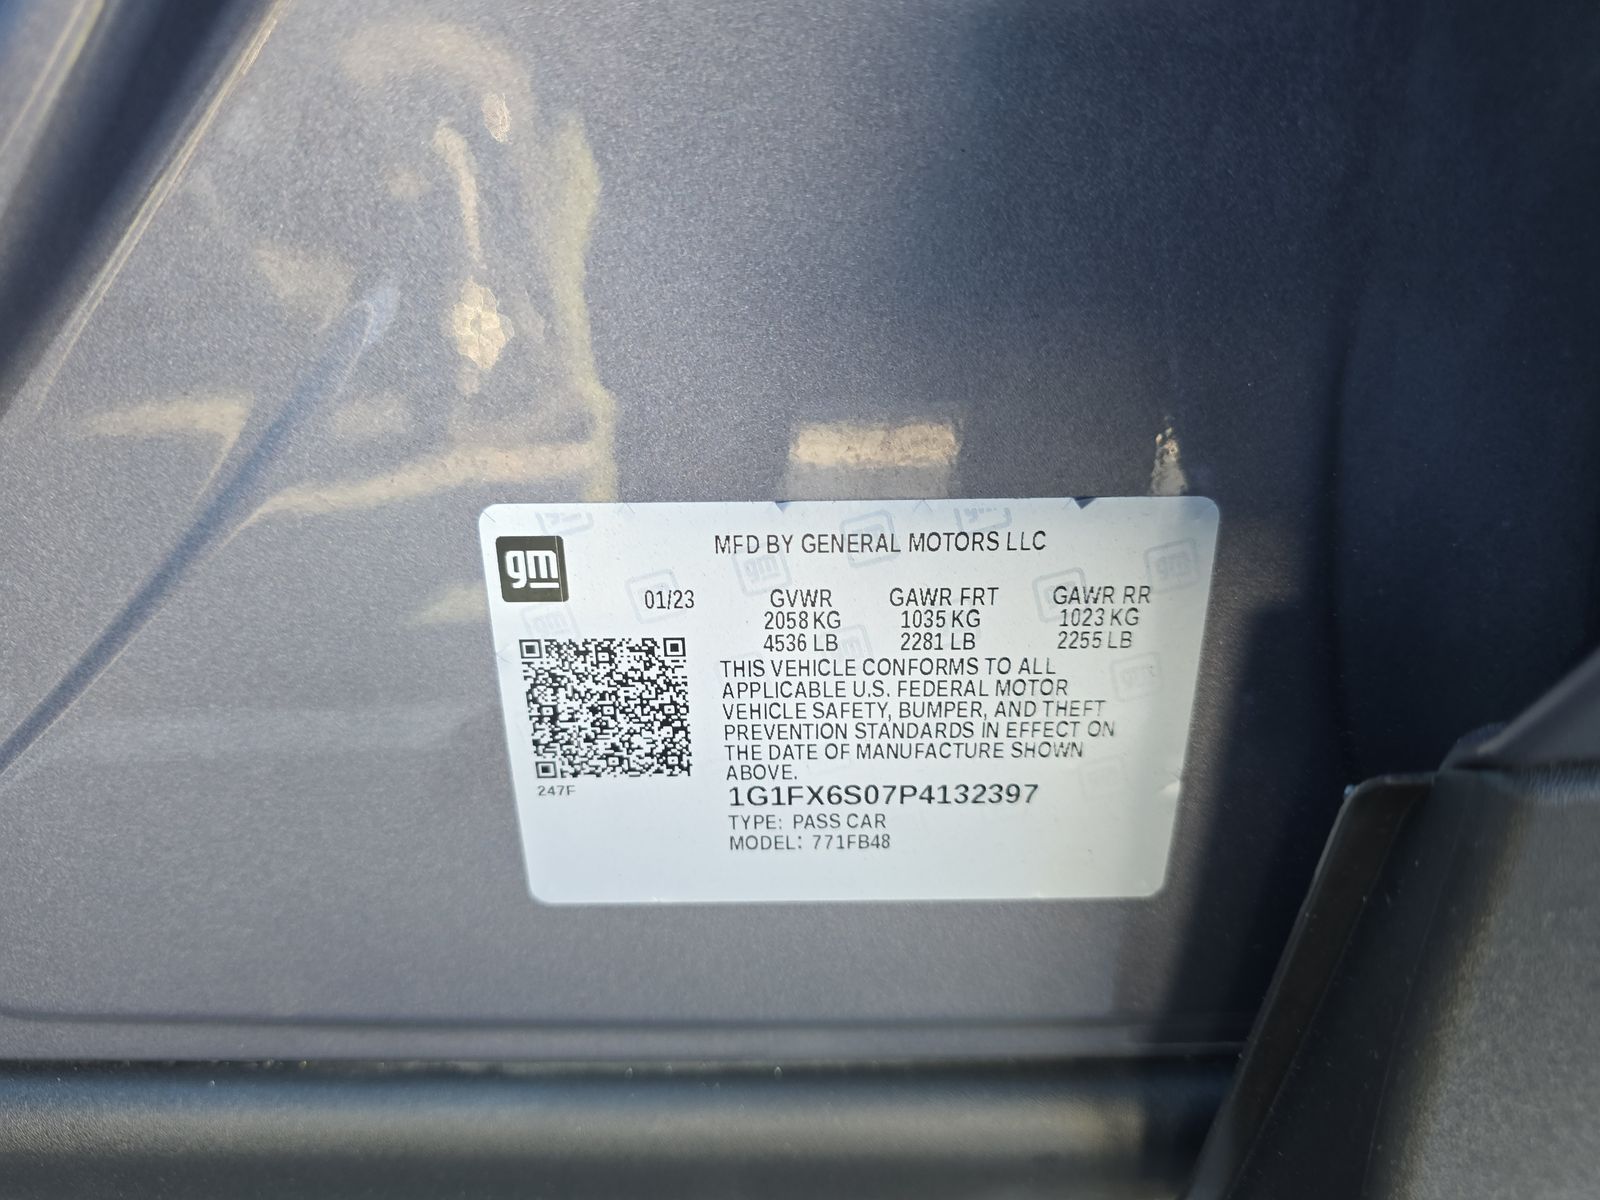 gm
MFD BY GENERAL MOTORS LLC
01/23 GVWR GAWR FRT GAWR RR
2058 KG 1035 KG 1023 KG
4536 LB 2281 LB 2255 LB
THIS VEHICLE CONFORMS TO ALL
APPLICABLE U.S. FEDERAL MOTOR
VEHICLE SAFETY, BUMPER, AND THEFT
PREVENTION STANDARDS IN EFFECT ON
THE DATE OF MANUFACTURE SHOWN
ABOVE.
247F
1G1FX6S07P4132397
TYPE: PASS CAR
MODEL: 771FB48